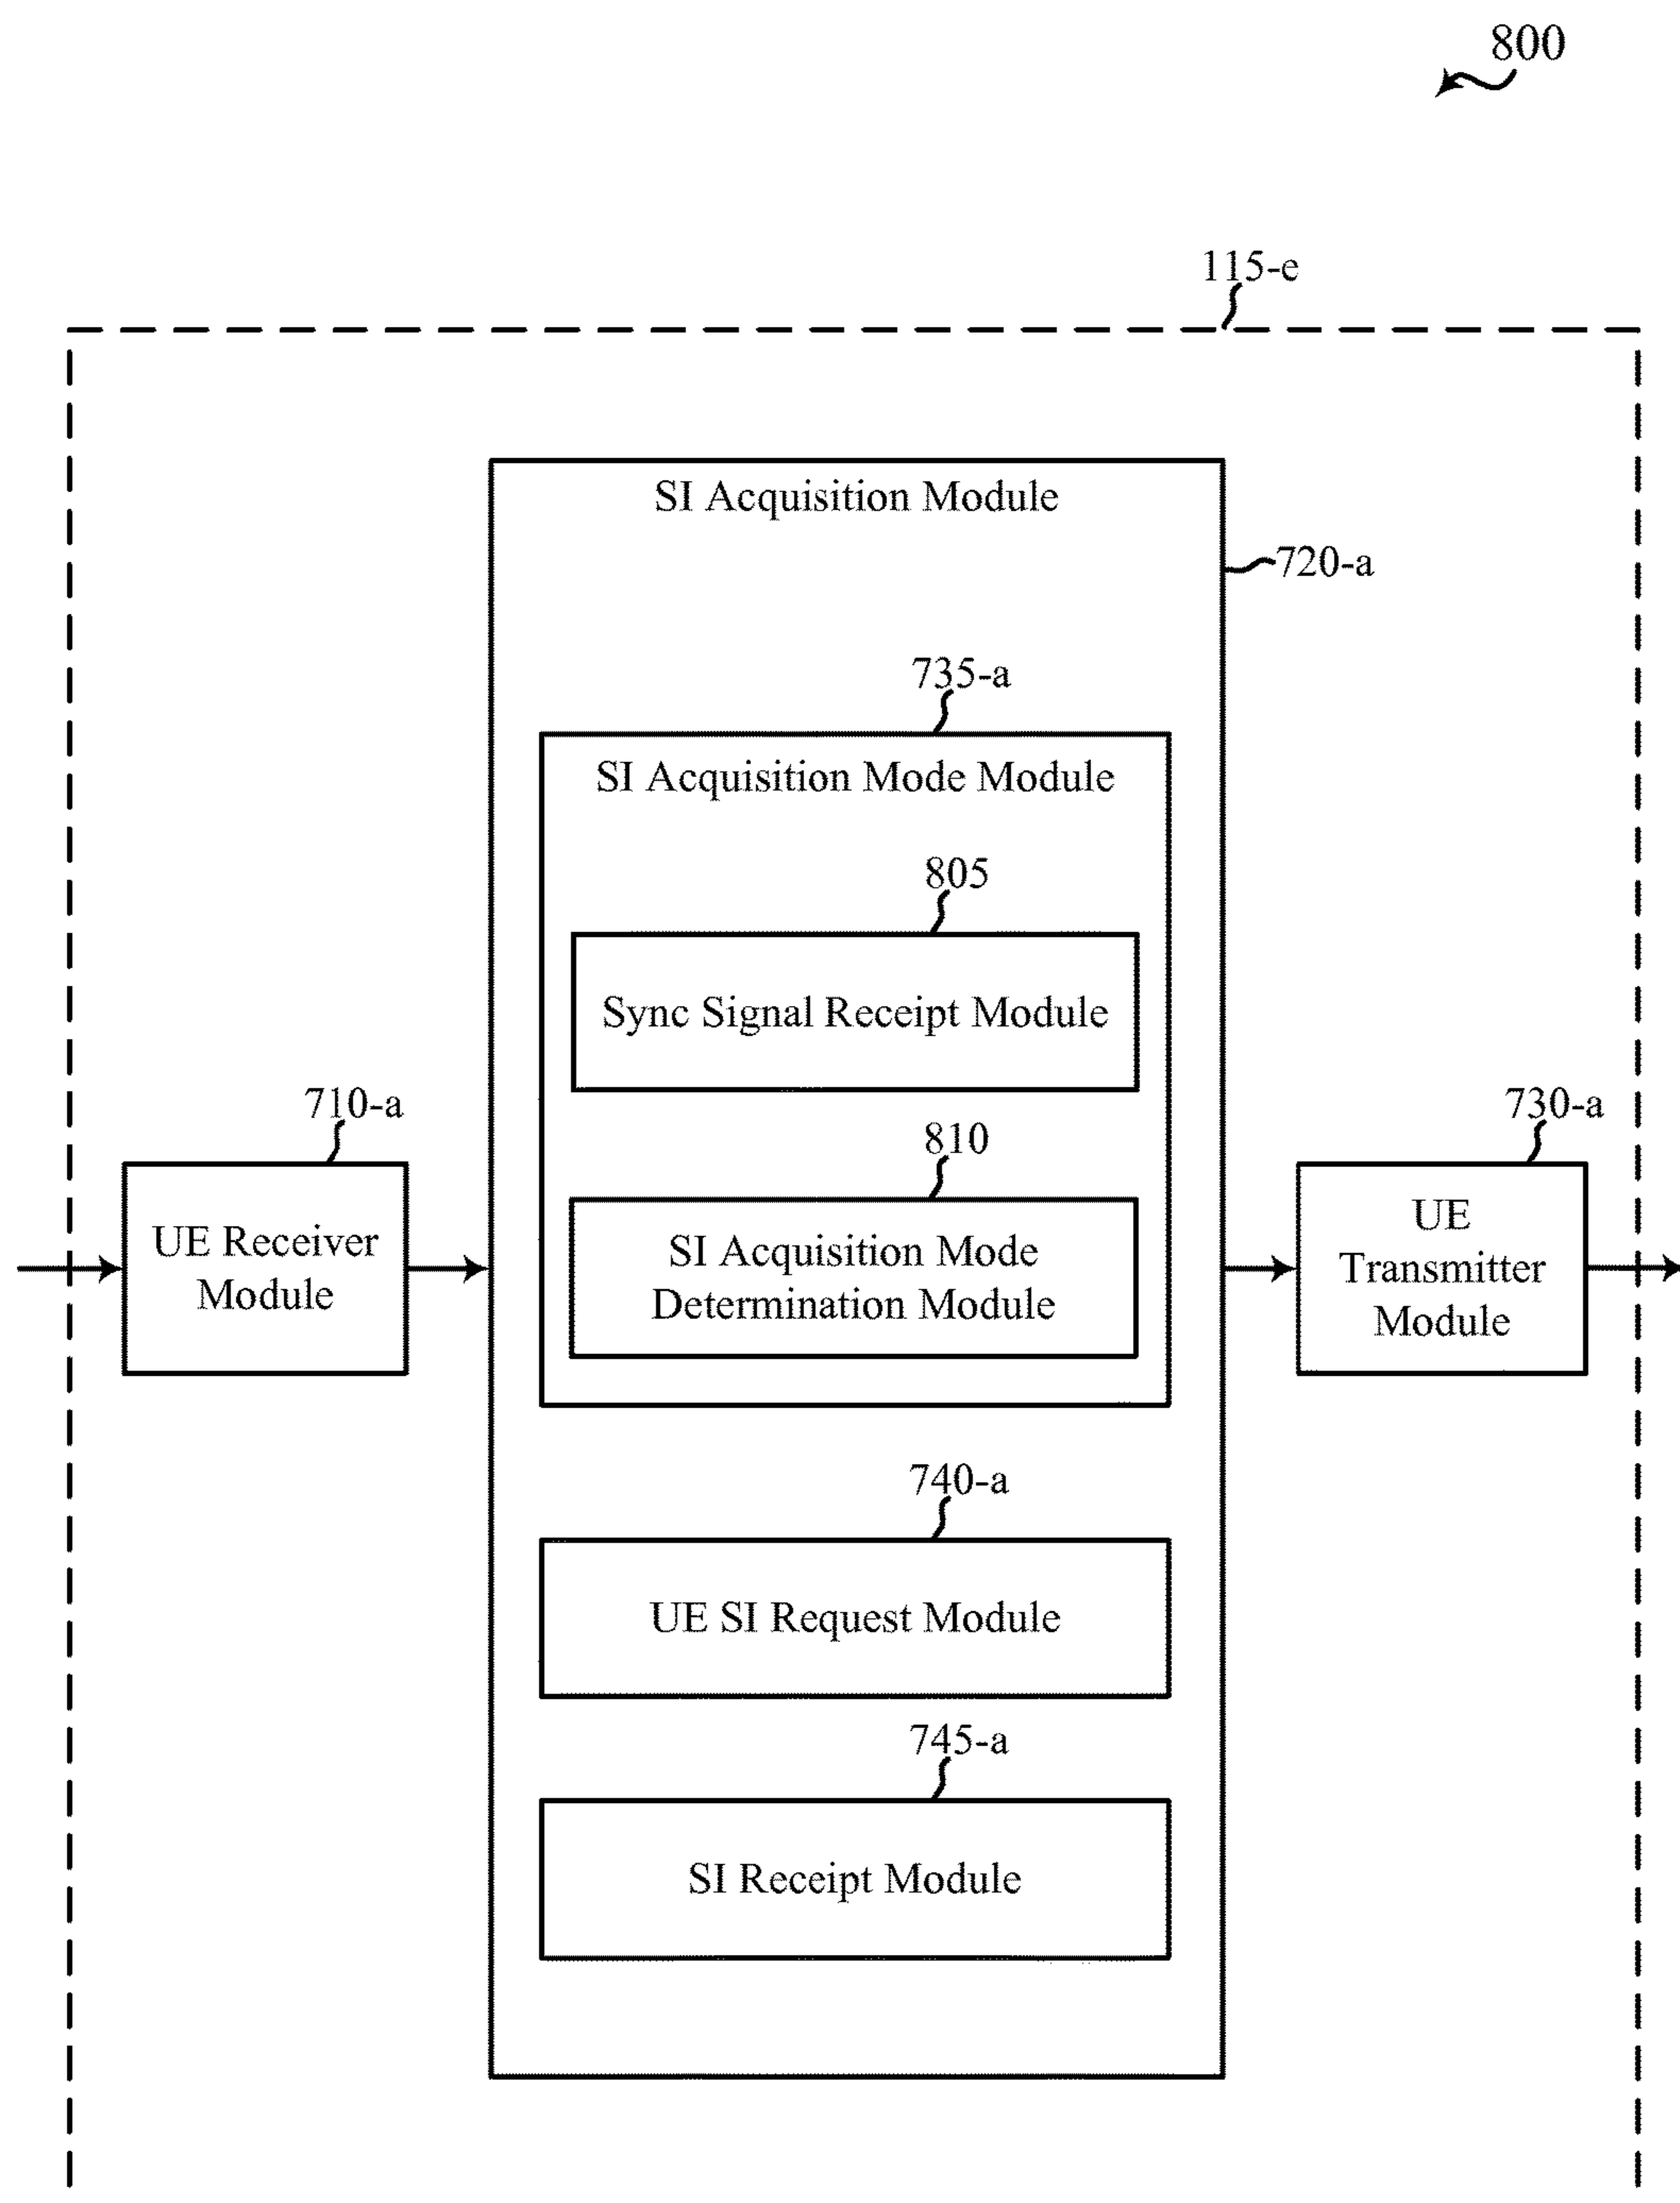 800
115-e
SI Acquisition Module
720-a
735-a
SI Acquisition Mode Module
805
Sync Signal Receipt Module
710-a
UE Receiver
Module
810
SI Acquisition Mode
Determination Module
730-a
UE
Transmitter
Module
740-a
UE SI Request Module
745-a
SI Receipt Module